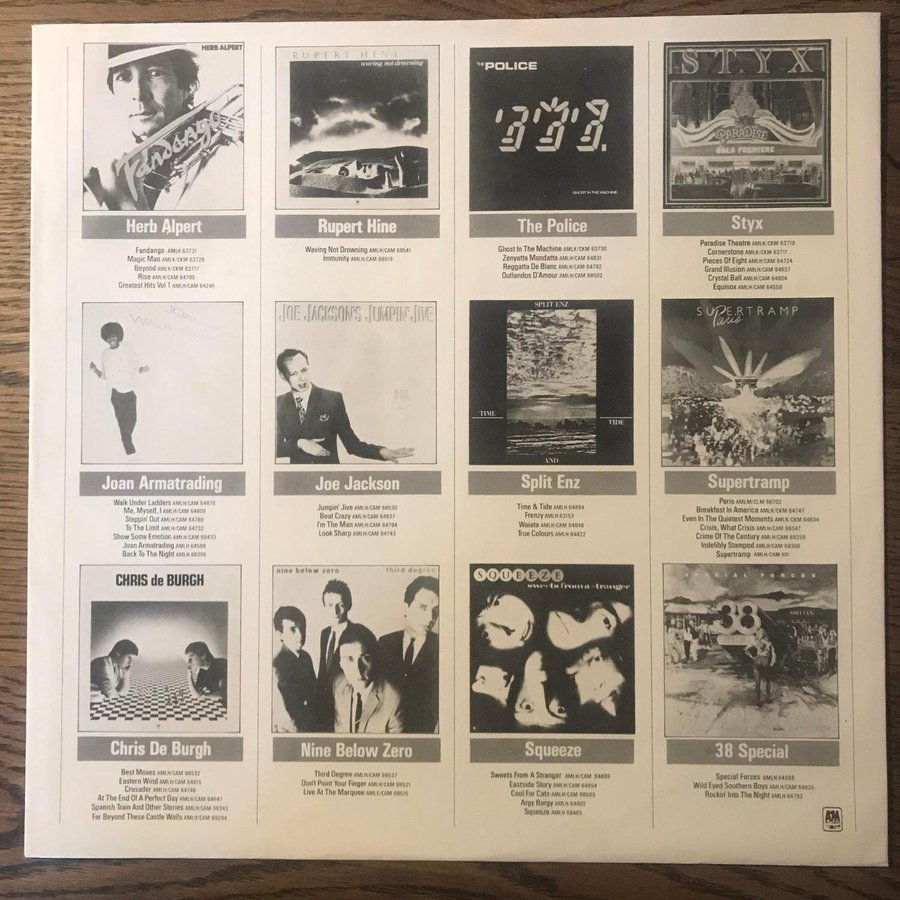 HERB ALPERT
Fandango
Herb Alpert
Fandango AMLK 63731
Magic Man AMLK/CKM 63728
Beyond AMLK/CKM 63717
Rise AMLH/CAM 64790
Greatest Hits Vol 1 AMLH/CAM 64245
RUPERT HINE
waving not drowning
Rupert Hine
Waving Not Drowning AMLH/CAM 68541
Immunity AMLH/CAM 68519
THE POLICE
GHOST IN THE MACHINE
The Police
Ghost In The Machine AMLK/CKM 63730
Zenyatta Mondatta AMLH/CAM 64831
Reggatta De Blanc AMLH/CAM 64792
Outlandos D'Amour AMLH/CAM 68502
STYX
PARADISE
GALA PREMIERE
Styx
Paradise Theatre AMLK/CKM 63719
Cornerstone AMLK/CKM 63711
Pieces Of Eight AMLH/CAM 64724
Grand Illusion AMLH/CAM 64637
Crystal Ball AMLH/CAM 64604
Equinox AMLH/CAM 64559
Joan Armatrading
Walk Under Ladders AMLH/CAM 64876
Me, Myself, I AMLH/CAM 64809
Steppin' Out AMLH/CAM 64789
To The Limit AMLH/CAM 64732
Show Some Emotion AMLH/CAM 68433
Joan Armatrading AMLH 64588
Back To The Night AMLH 68305
JOE JACKSON'S JUMPIN' JIVE
A&M
Joe Jackson
Jumpin' Jive AMLH/CAM 68530
Beat Crazy AMLH/CAM 64837
I'm The Man AMLH/CAM 64794
Look Sharp AMLH/CAM 64743
SPLIT ENZ
TIME
TIDE
AND
Split Enz
Time & Tide AMLH 64894
Frenzy 83153
Waiata AMLH/CAM 64848
True Colours AMLH 64822
SUPERTRAMP
Paris
Supertramp
Paris AMLM/CLM 66702
Breakfast In America AMLK/CKM 64747
Even In The Quietest Moments AMLK/CKM 64634
Crisis, What Crisis AMLH/CAM 68347
Crime Of The Century AMLH/CAM 68258
Indelibly Stamped AMLH/CAM 64306
Supertramp AMLH/CAM 981
CHRIS de BURGH
Chris De Burgh
Best Moves AMLH/CAM 68532
Eastern Wind AMLH/CAM 64815
Crusader AMLH/CAM 64746
At The End Of A Perfect Day AMLH/CAM 64647
Spanish Train And Other Stories AMLH/CAM 68343
Far Beyond These Castle Walls AMLH/CAM 68284
nine below zero
third degree
Nine Below Zero
Third Degree AMLH/CAM 68537
Don't Point Your Finger AMLH/CAM 68521
Live At The Marquee AMLE/CAM 68515
SQUEEZE
sweets from a stranger
Squeeze
Sweets From A Stranger AMLH/CAM 64899
Eastside Story AMLH/CAM 64854
Cool For Cats AMLH/CAM 68503
Argy Bargy AMLH/CAM 64802
Squeeze AMLH 68465
SPECIAL FORCES
38
38 Special
Special Forces AMLH 64888
Wild Eyed Southern Boys AMLH/CAM 64835
Rockin' Into The Night AMLH 64782
A&M